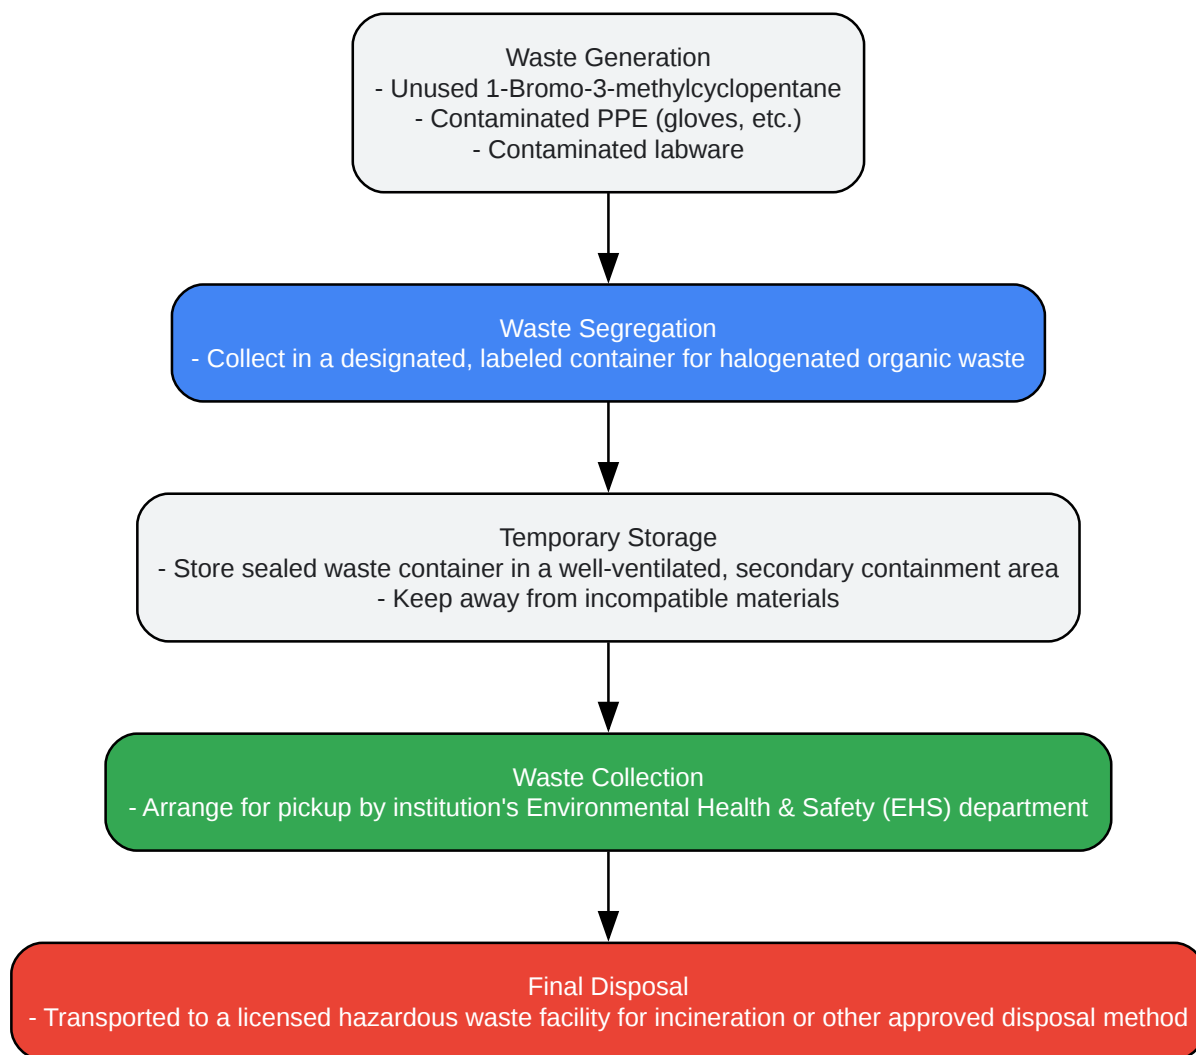 Waste Generation
- Unused 1-Bromo-3-methylcyclopentane
- Contaminated PPE (gloves, etc.)
- Contaminated labware
Waste Segregation
- Collect in a designated, labeled container for halogenated organic waste
Temporary Storage
- Store sealed waste container in a well-ventilated, secondary containment area
- Keep away from incompatible materials
Waste Collection
- Arrange for pickup by institution's Environmental Health & Safety (EHS) department
Final Disposal
- Transported to a licensed hazardous waste facility for incineration or other approved disposal method